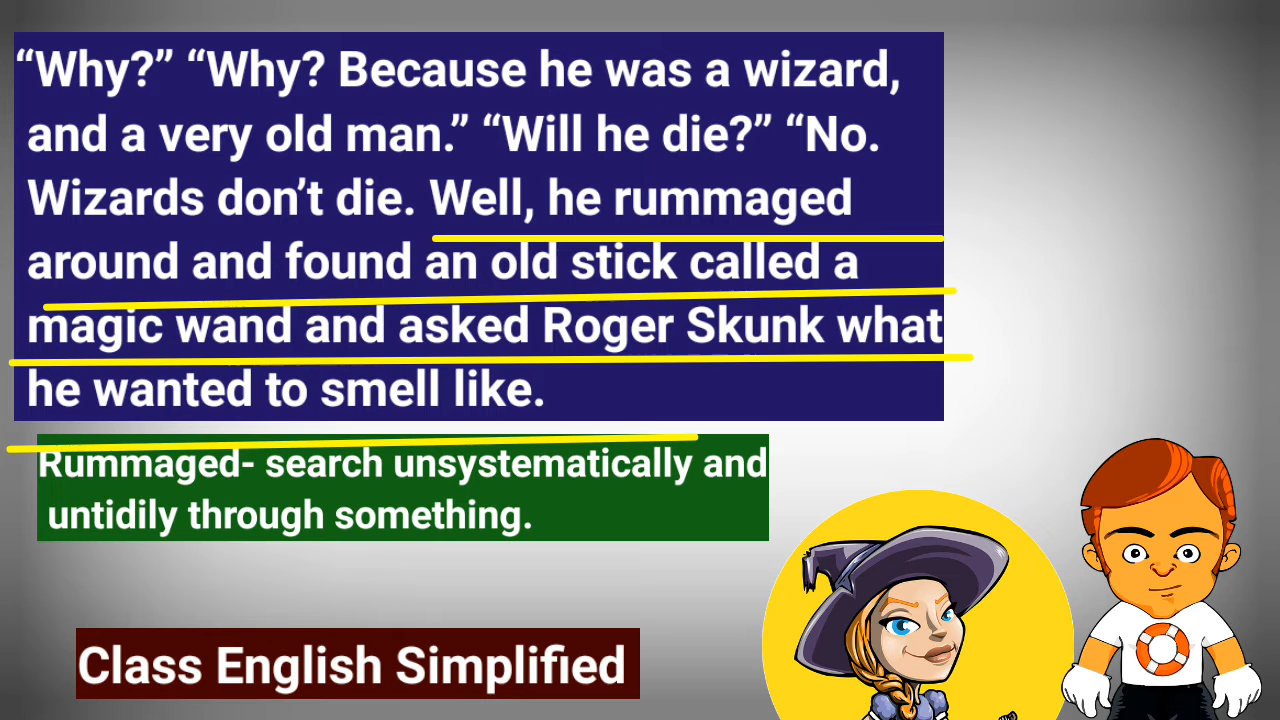 “Why?” “Why? Because he was a wizard,
and a very old man.” “Will he die?” “No.
Wizards don’t die. Well, he rummaged
around and found an old stick called a
magic wand and asked Roger Skunk what
he wanted to smell like.
Rummaged- search unsystematically and
untidily through something.
Class English Simplified